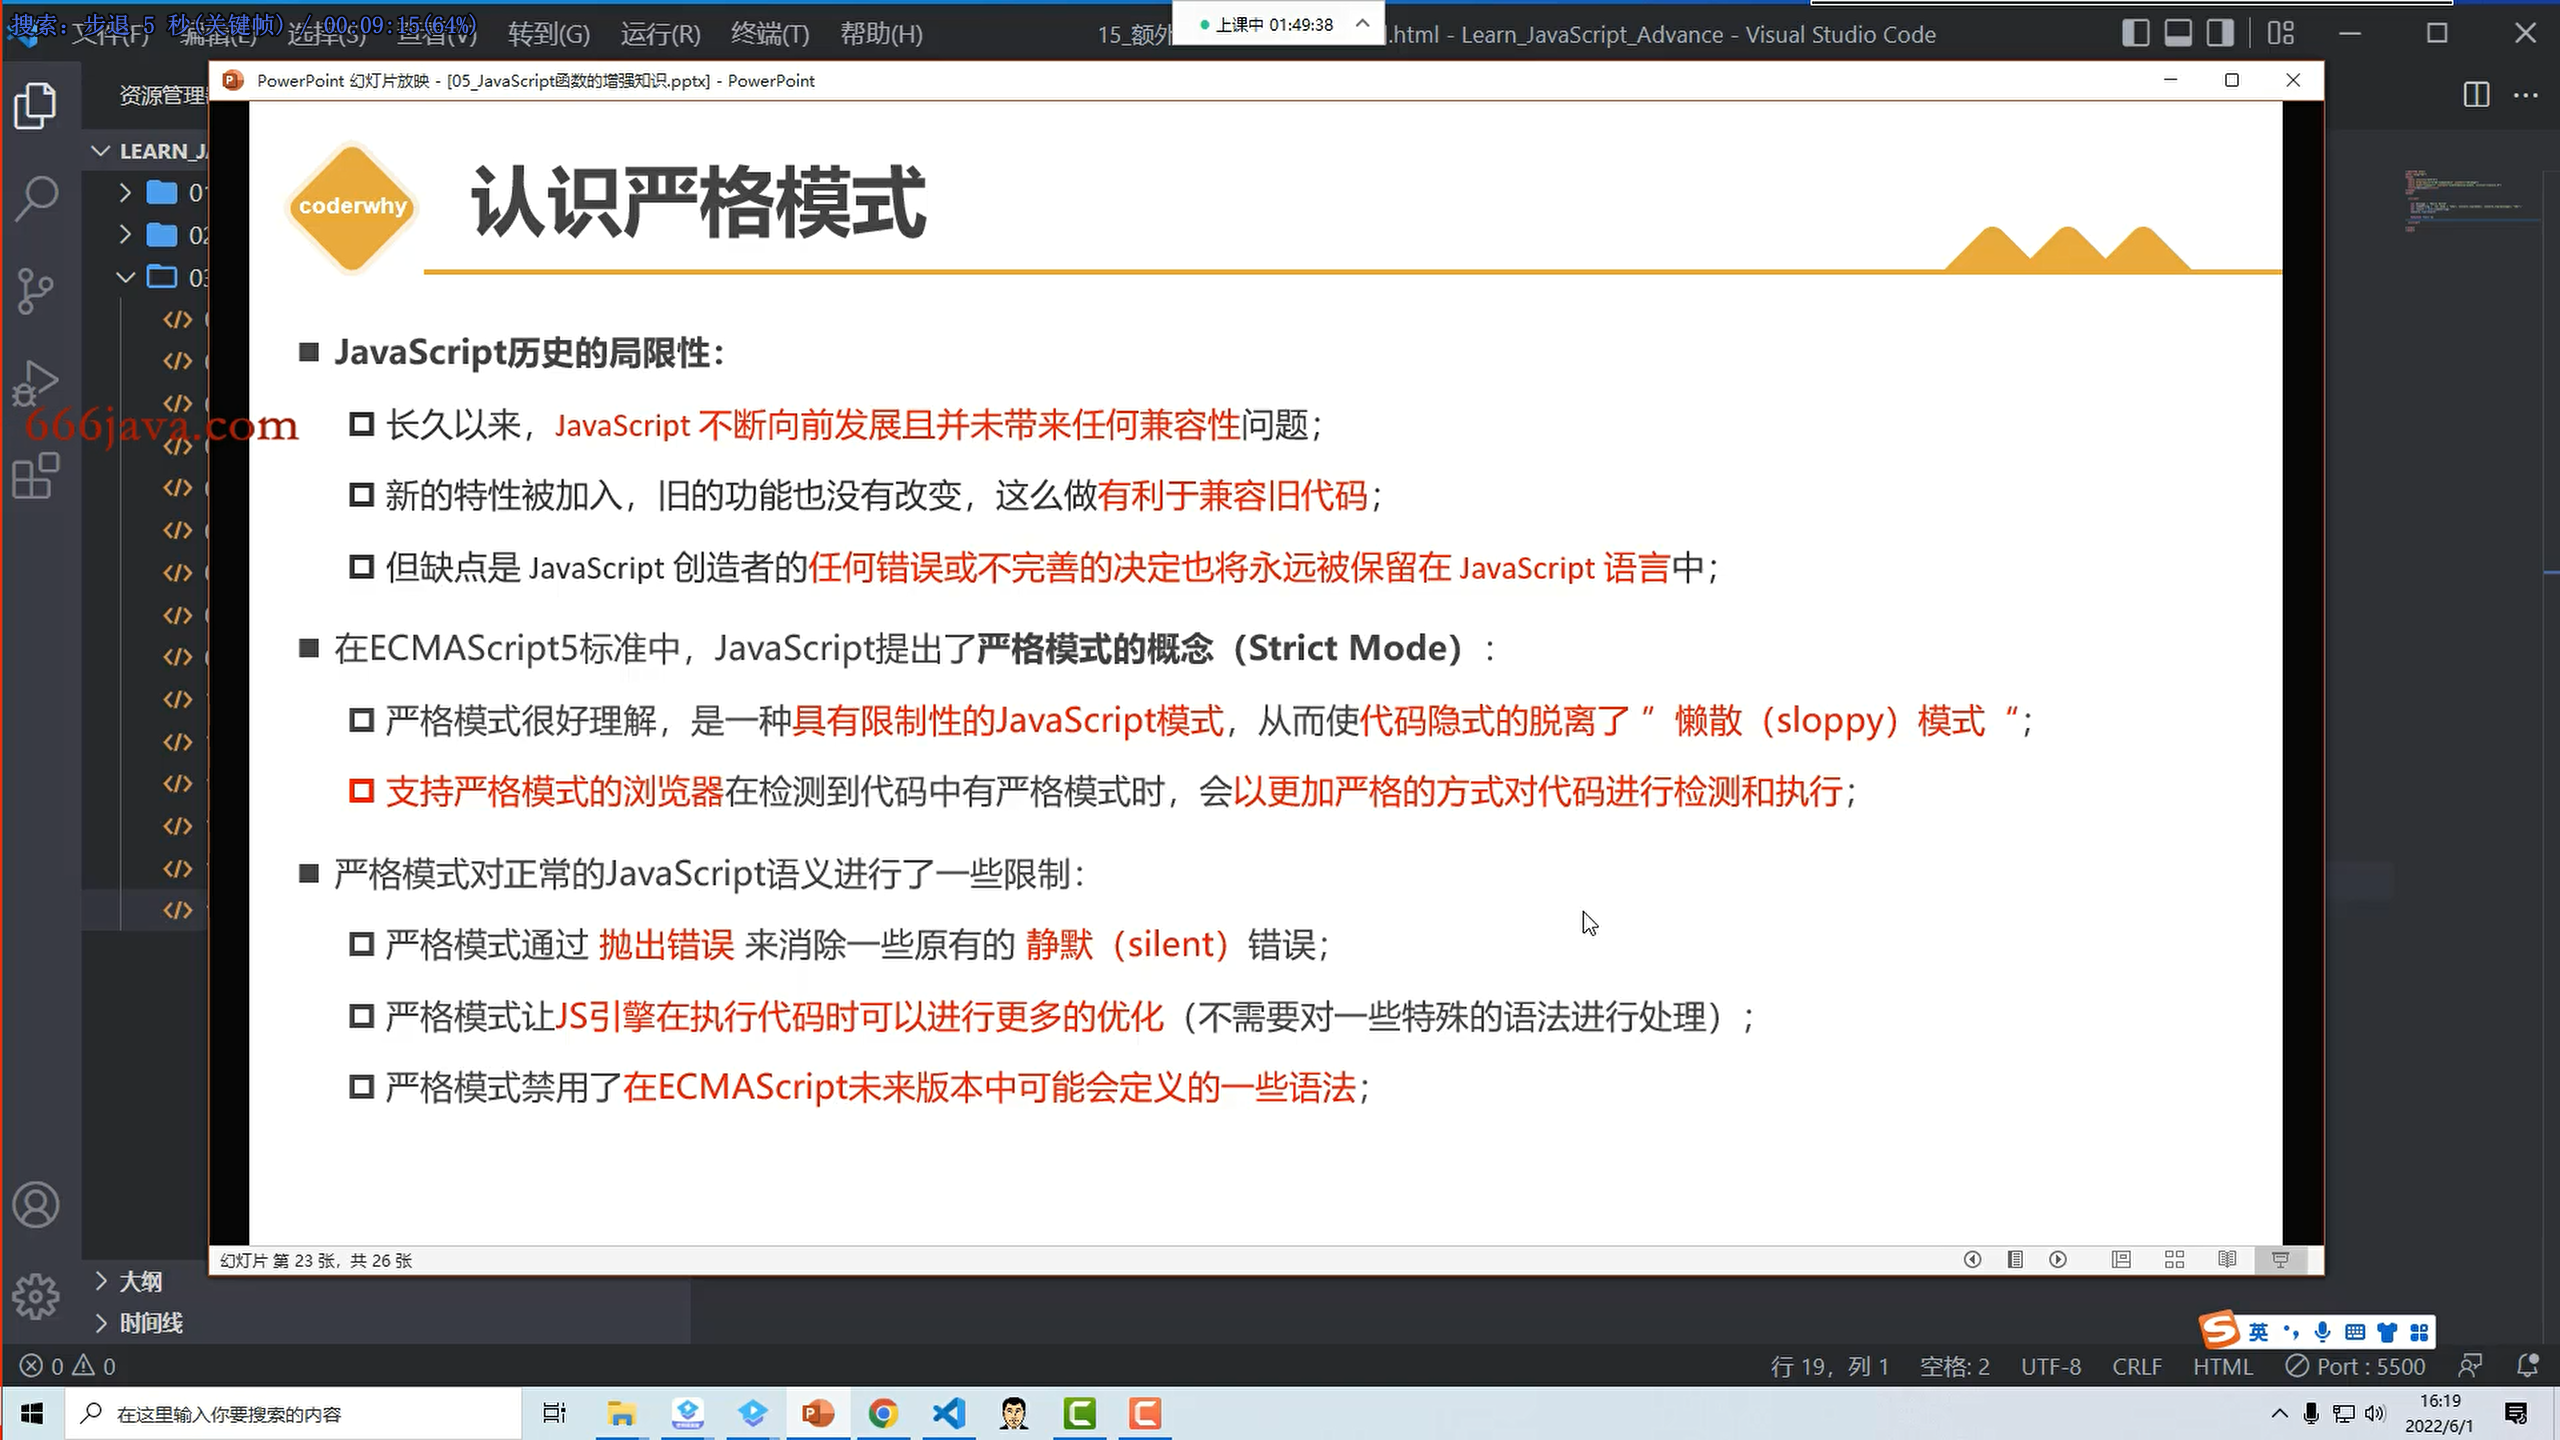 搜索: 步退 5 秒(关键帧) / 00:09:15(64%)
文件(F) 编辑(E) 选择(S) 查看(V) 转到(G) 运行(R) 终端(T) 帮助(H)
15_额外
上课中 01:49:38
.html - Learn_JavaScript_Advance - Visual Studio Code
资源管理器
PowerPoint 幻灯片放映 - [05_JavaScript函数的增强知识.pptx] - PowerPoint
LEARN_JA
02
03
666java.com
coderwhy
认识严格模式
JavaScript历史的局限性：
长久以来，JavaScript 不断向前发展且并未带来任何兼容性问题；
新的特性被加入，旧的功能也没有改变，这么做有利于兼容旧代码；
但缺点是 JavaScript 创造者的任何错误或不完善的决定也将永远被保留在 JavaScript 语言中；
在ECMAScript5标准中，JavaScript提出了严格模式的概念（Strict Mode）：
严格模式很好理解，是一种具有限制性的JavaScript模式，从而使代码隐式的脱离了 ”懒散（sloppy）模式“；
支持严格模式的浏览器在检测到代码中有严格模式时，会以更加严格的方式对代码进行检测和执行；
严格模式对正常的JavaScript语义进行了一些限制：
严格模式通过 抛出错误 来消除一些原有的 静默（silent）错误；
严格模式让JS引擎在执行代码时可以进行更多的优化（不需要对一些特殊的语法进行处理）；
严格模式禁用了在ECMAScript未来版本中可能会定义的一些语法；
幻灯片 第 23 张，共 26 张
大纲
时间线
英
0 0
行 19，列 1 空格: 2 UTF-8 CRLF HTML Port : 5500
在这里输入你要搜索的内容
16:19
2022/6/1